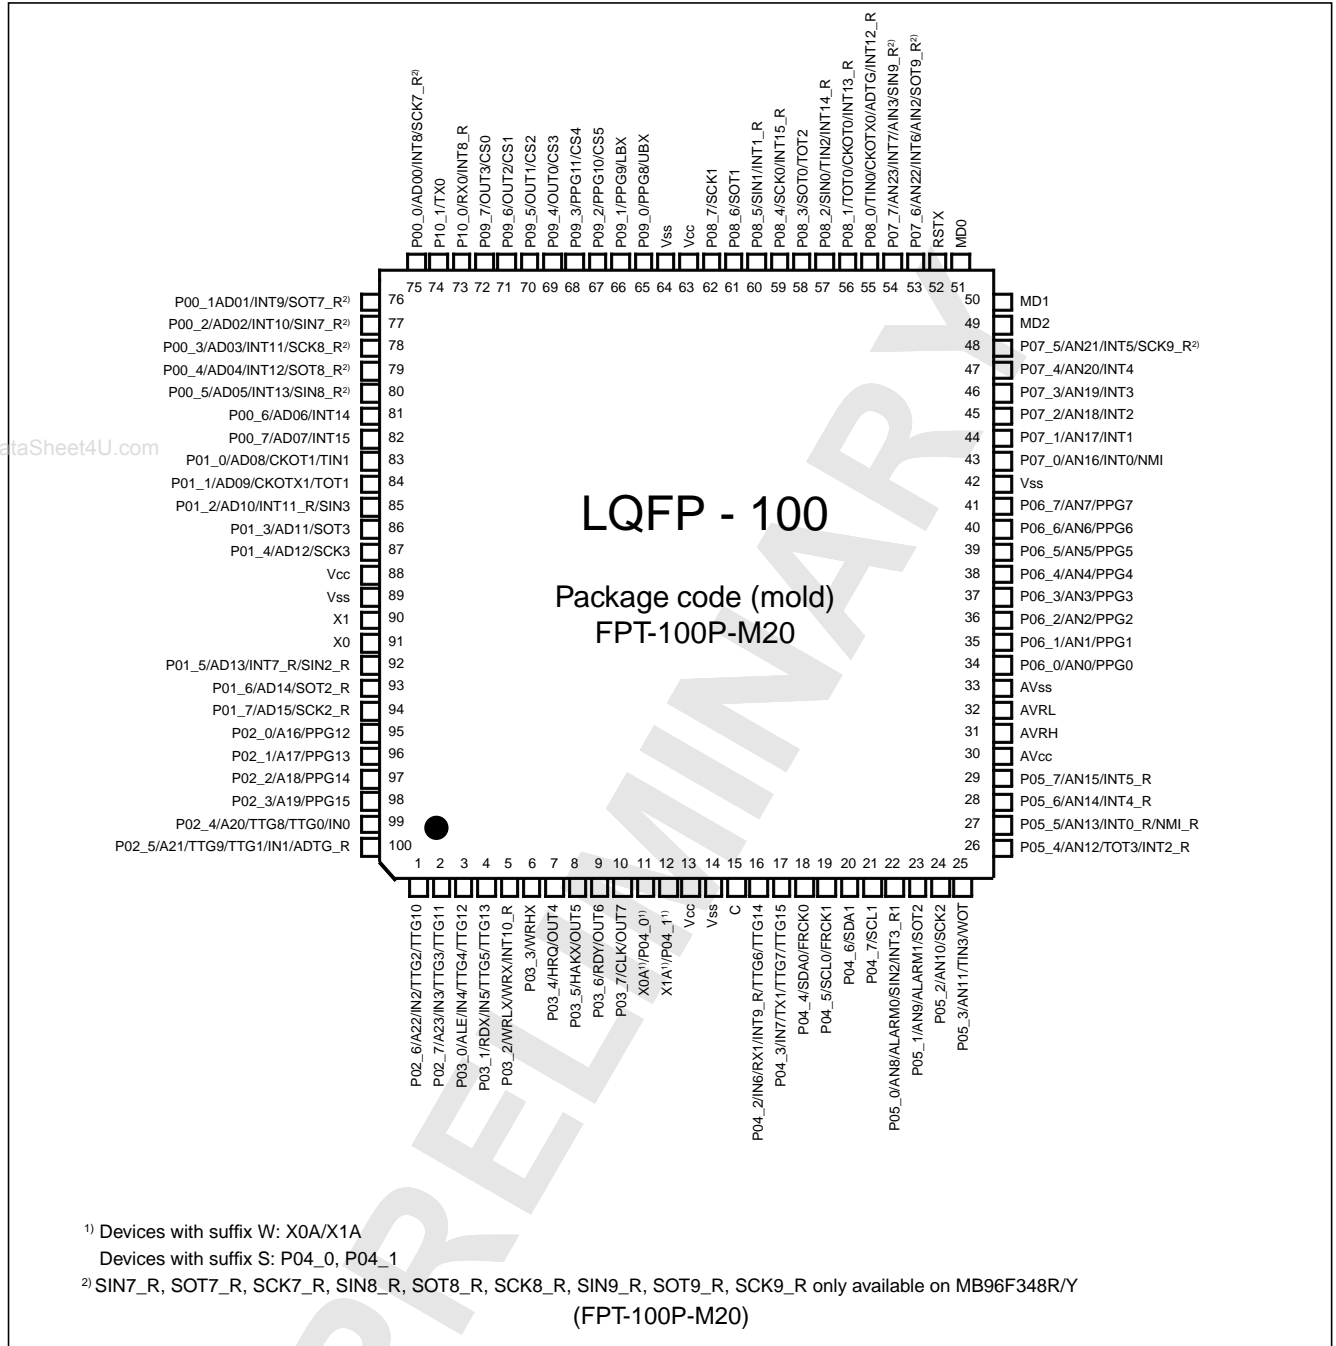 P00_0/AD00/INT8/SCK7_R2)
P10_1/TX0
P10_0/RX0/INT8_R
P09_7/OUT3/CS0
P09_6/OUT2/CS1
P09_5/OUT1/CS2
P09_4/OUT0/CS3
P09_3/PPG11/CS4
P09_2/PPG10/CS5
P09_1/PPG9/LBX
P09_0/PPG8/UBX
Vss
Vcc
P08_7/SCK1
P08_6/SOT1
P08_5/SIN1/INT1_R
P08_4/SCK0/INT15_R
P08_3/SOT0/TOT2
P08_2/SIN0/TIN2/INT14_R
P08_1/TOT0/CKOT0/INT13_R
P08_0/TIN0/CKOTX0/ADTG/INT12_R
P07_7/AN23/INT7/AIN3/SIN9_R2)
P07_6/AN22/INT6/AIN2/SOT9_R2)
RSTX
MD0
75 74 73 72 71 70 69 68 67 66 65 64 63 62 61 60 59 58 57 56 55 54 53 52 51
P00_1AD01/INT9/SOT7_R2) 76
P00_2/AD02/INT10/SIN7_R2) 77
P00_3/AD03/INT11/SCK8_R2) 78
P00_4/AD04/INT12/SOT8_R2) 79
P00_5/AD05/INT13/SIN8_R2) 80
P00_6/AD06/INT14 81
P00_7/AD07/INT15 82
P01_0/AD08/CKOT1/TIN1 83
P01_1/AD09/CKOTX1/TOT1 84
P01_2/AD10/INT11_R/SIN3 85
P01_3/AD11/SOT3 86
P01_4/AD12/SCK3 87
Vcc 88
Vss 89
X1 90
X0 91
P01_5/AD13/INT7_R/SIN2_R 92
P01_6/AD14/SOT2_R 93
P01_7/AD15/SCK2_R 94
P02_0/A16/PPG12 95
P02_1/A17/PPG13 96
P02_2/A18/PPG14 97
P02_3/A19/PPG15 98
P02_4/A20/TTG8/TTG0/IN0 99
P02_5/A21/TTG9/TTG1/IN1/ADTG_R 100
ataSheet4U.com
LQFP - 100
Package code (mold)
FPT-100P-M20
50 MD1
49 MD2
48 P07_5/AN21/INT5/SCK9_R2)
47 P07_4/AN20/INT4
46 P07_3/AN19/INT3
45 P07_2/AN18/INT2
44 P07_1/AN17/INT1
43 P07_0/AN16/INT0/NMI
42 Vss
41 P06_7/AN7/PPG7
40 P06_6/AN6/PPG6
39 P06_5/AN5/PPG5
38 P06_4/AN4/PPG4
37 P06_3/AN3/PPG3
36 P06_2/AN2/PPG2
35 P06_1/AN1/PPG1
34 P06_0/AN0/PPG0
33 AVss
32 AVRL
31 AVRH
30 AVcc
29 P05_7/AN15/INT5_R
28 P05_6/AN14/INT4_R
27 P05_5/AN13/INT0_R/NMI_R
26 P05_4/AN12/TOT3/INT2_R
1 2 3 4 5 6 7 8 9 10 11 12 13 14 15 16 17 18 19 20 21 22 23 24 25
P02_6/A22/IN2/TTG2/TTG10
P02_7/A23/IN3/TTG3/TTG11
P03_0/ALE/IN4/TTG4/TTG12
P03_1/RDX/IN5/TTG5/TTG13
P03_2/WRLX/WRX/INT10_R
P03_3/WRHX
P03_4/HRQ/OUT4
P03_5/HAKX/OUT5
P03_6/RDY/OUT6
P03_7/CLK/OUT7
X0A1)/P04_01)
X1A1)/P04_11)
Vcc
Vss
C
P04_2/IN6/RX1/INT9_R/TTG6/TTG14
P04_3/IN7/TX1/TTG7/TTG15
P04_4/SDA0/FRCK0
P04_5/SCL0/FRCK1
P04_6/SDA1
P04_7/SCL1
P05_0/AN8/ALARM0/SIN2/INT3_R1
P05_1/AN9/ALARM1/SOT2
P05_2/AN10/SCK2
P05_3/AN11/TIN3/WOT
PRELIMINARY
1) Devices with suffix W: X0A/X1A
Devices with suffix S: P04_0, P04_1
2) SIN7_R, SOT7_R, SCK7_R, SIN8_R, SOT8_R, SCK8_R, SIN9_R, SOT9_R, SCK9_R only available on MB96F348R/Y
(FPT-100P-M20)